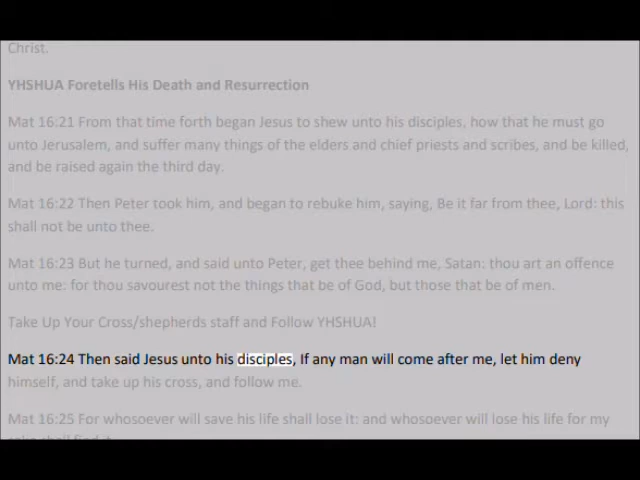 Christ.
YHSHUA Foretells His Death and Resurrection
Mat 16:21 From that time forth began Jesus to shew unto his disciples, how that he must go
unto Jerusalem, and suffer many things of the elders and chief priests and scribes, and be killed,
and be raised again the third day.
Mat 16:22 Then Peter took him, and began to rebuke him, saying, Be it far from thee, Lord: this
shall not be unto thee.
Mat 16:23 But he turned, and said unto Peter, get thee behind me, Satan: thou art an offence
unto me: for thou savourest not the things that be of God, but those that be of men.
Take Up Your Cross/shepherds staff and Follow YHSHUA!
Mat 16:24 Then said Jesus unto his disciples, If any man will come after me, let him deny
himself, and take up his cross, and follow me.
Mat 16:25 For whosoever will save his life shall lose it: and whosoever will lose his life for my
sake shall find it.